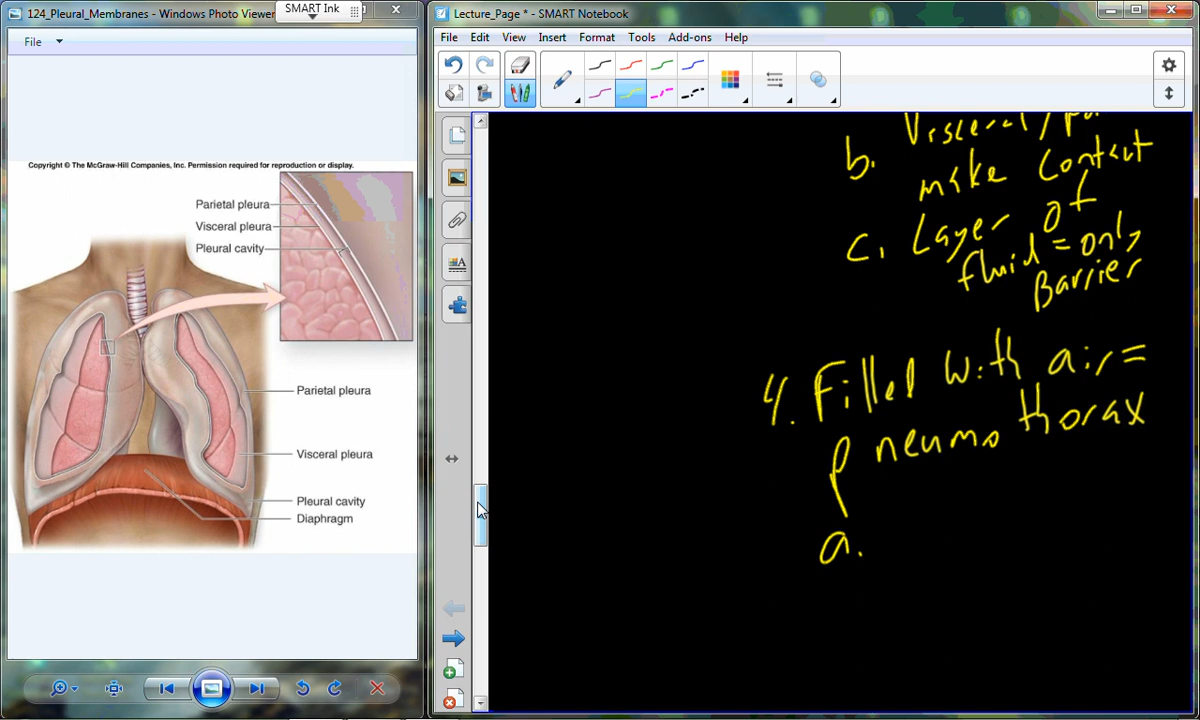 124_Pleural_Membranes - Windows Photo Viewer
SMART Ink
File
Copyright © The McGraw-Hill Companies, Inc. Permission required for reproduction or display.
Parietal pleura
Visceral pleura
Pleural cavity
Parietal pleura
Visceral pleura
Pleural cavity
Diaphragm
Lecture_Page * - SMART Notebook
File Edit View Insert Format Tools Add-ons Help
b. Visceral/
make contact
c. Layer of
fluid = only
Barrier
4. Filled with air =
pneumothorax
a.